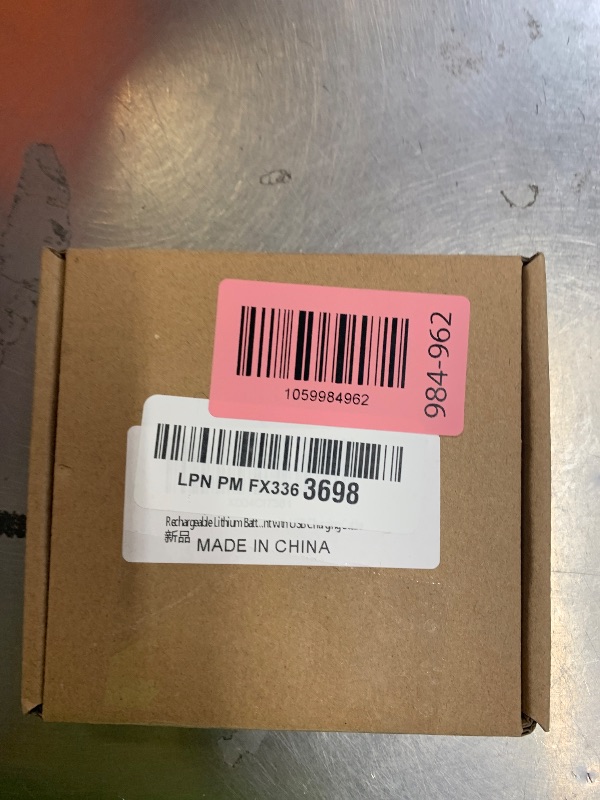 1059984962
984-962
LPN PM FX336 3698
Rechargeable Lithium Batt...nt with USB Charging
新品
MADE IN CHINA